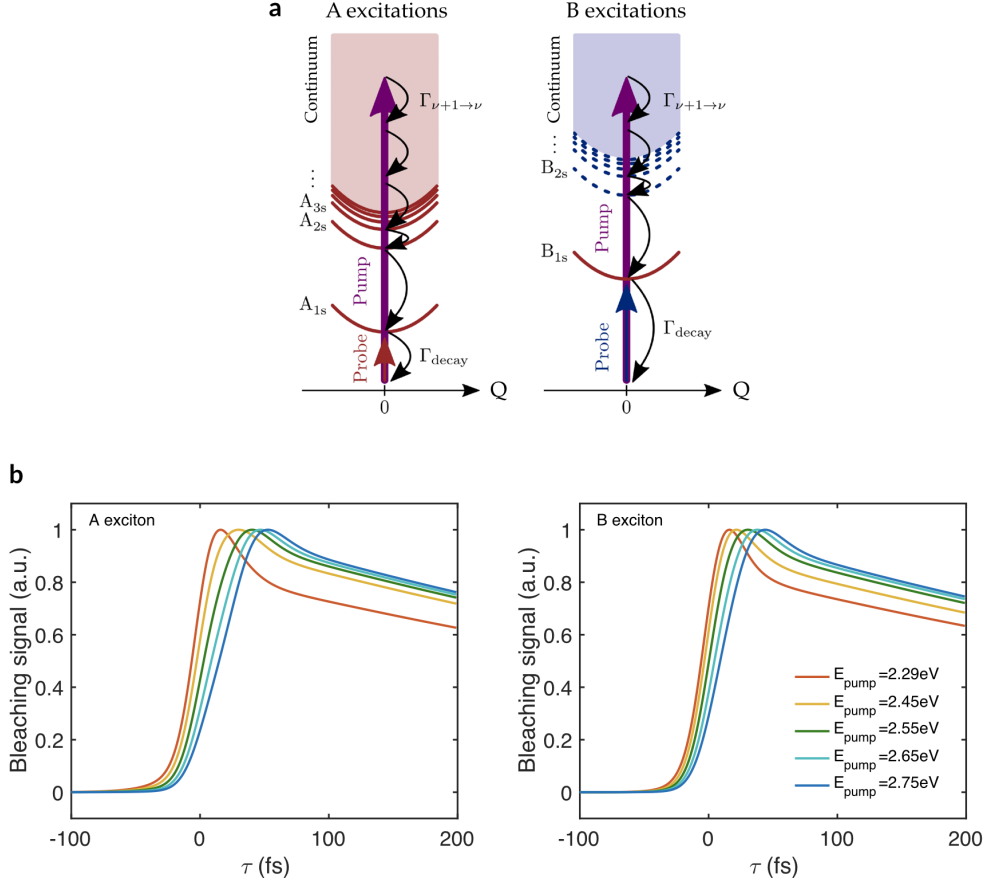 a
A excitations
B excitations
Continuum
Γν+1→ν
...
A3s
A2s
Pump
A1s
Probe
Γdecay
Q
0
Continuum
Γν+1→ν
...
B2s
Pump
B1s
Probe
Γdecay
Q
0
b
A exciton
Bleaching signal (a.u.)
1
0.8
0.6
0.4
0.2
0
-100
0
100
200
τ (fs)
B exciton
Bleaching signal (a.u.)
1
0.8
0.6
0.4
0.2
0
Epump=2.29eV
Epump=2.45eV
Epump=2.55eV
Epump=2.65eV
Epump=2.75eV
-100
0
100
200
τ (fs)